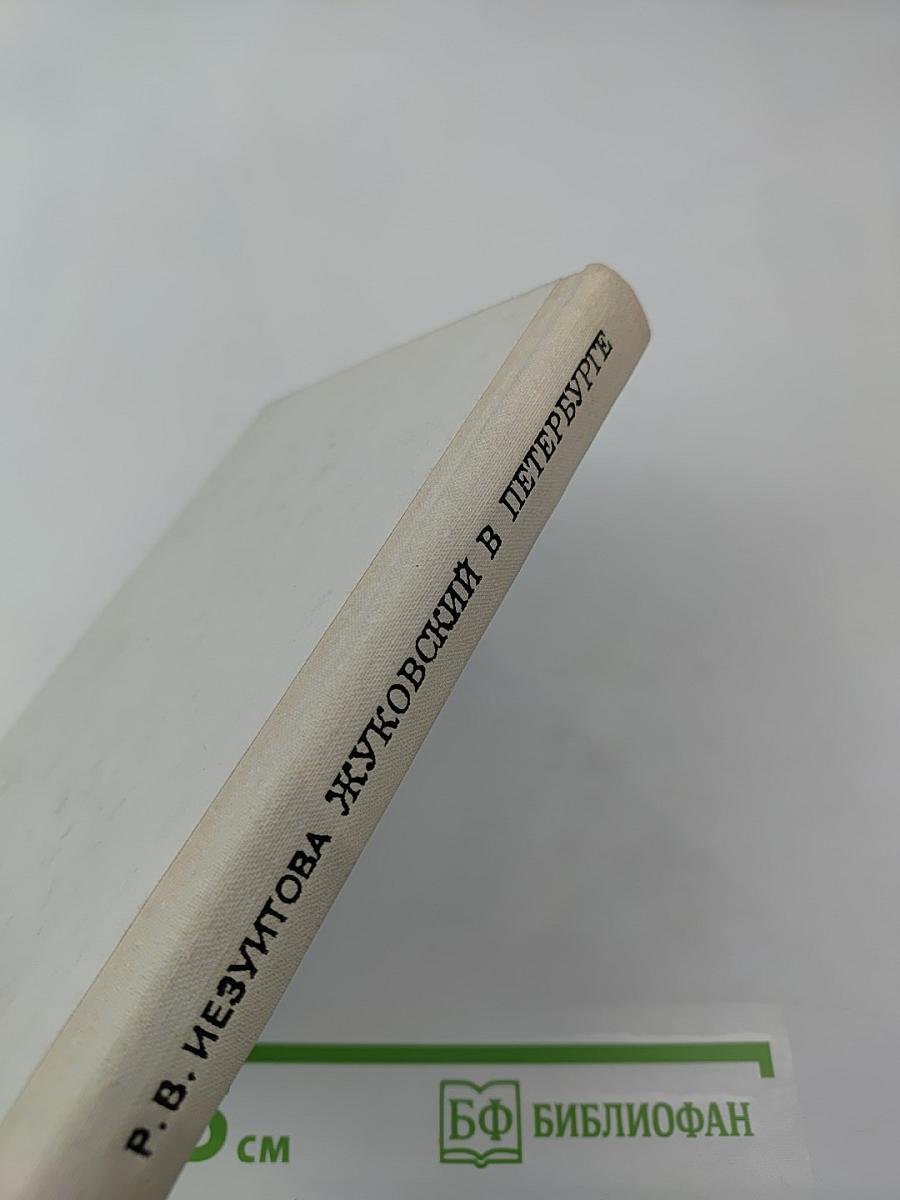 Р.В. ИЕЗУИТОВА ЖУКОВСКИЙ В ПЕТЕРБУРГЕ
см
БФ БИБЛИОФАН